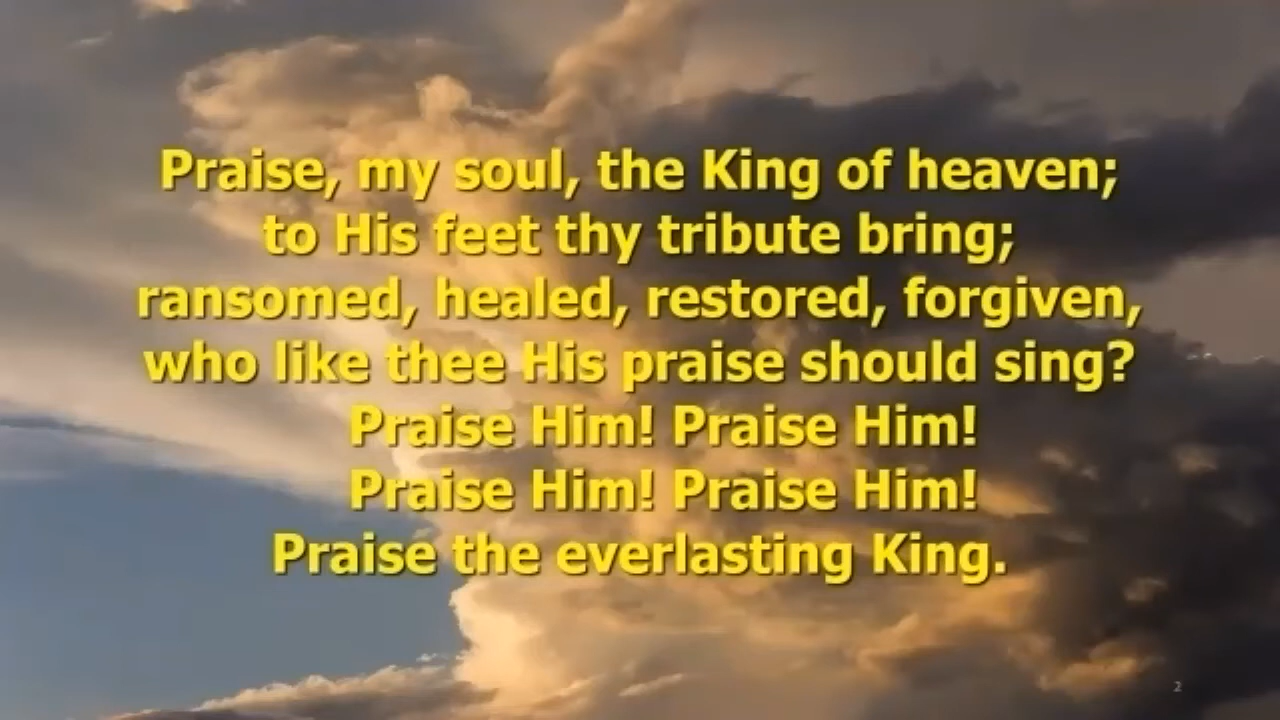 Praise, my soul, the King of heaven;
to His feet thy tribute bring;
ransomed, healed, restored, forgiven,
who like thee His praise should sing?
Praise Him! Praise Him!
Praise Him! Praise Him!
Praise the everlasting King.
2